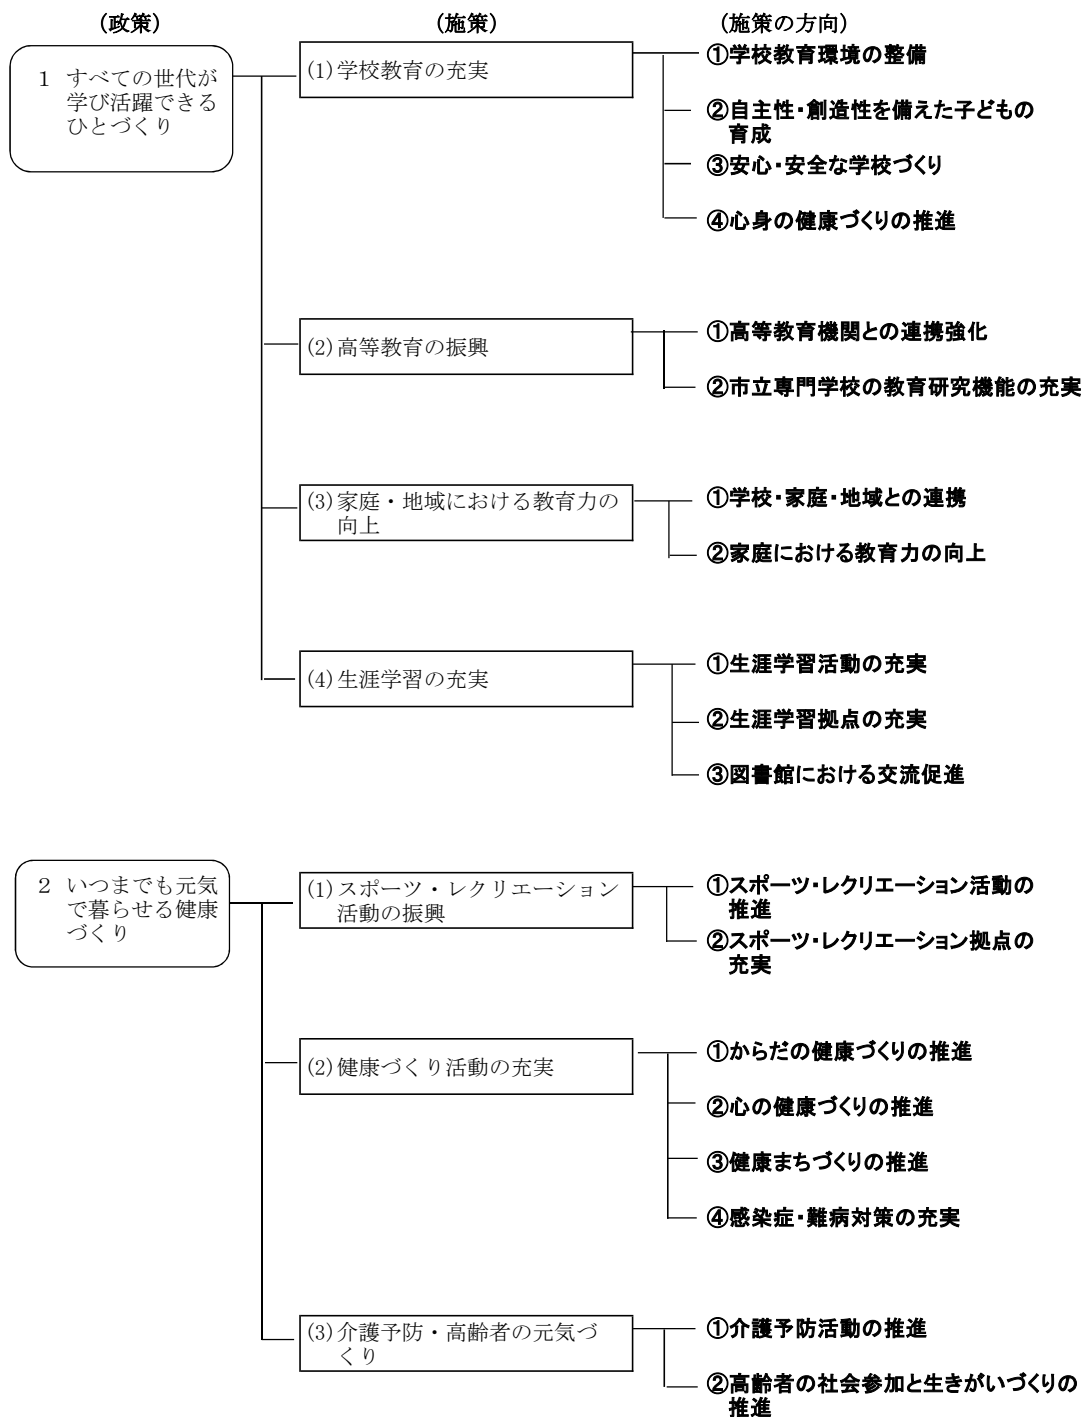 (政策)
(施策)
(施策の方向)
1 すべての世代が
学び活躍できる
ひとづくり
(1)学校教育の充実
①学校教育環境の整備
②自主性・創造性を備えた子どもの
育成
③安心・安全な学校づくり
④心身の健康づくりの推進
(2)高等教育の振興
①高等教育機関との連携強化
②市立専門学校の教育研究機能の充実
(3)家庭・地域における教育力の
向上
①学校・家庭・地域との連携
②家庭における教育力の向上
(4)生涯学習の充実
①生涯学習活動の充実
②生涯学習拠点の充実
③図書館における交流促進
2 いつまでも元気
で暮らせる健康
づくり
(1)スポーツ・レクリエーション
活動の振興
①スポーツ・レクリエーション活動の
推進
②スポーツ・レクリエーション拠点の
充実
(2)健康づくり活動の充実
①からだの健康づくりの推進
②心の健康づくりの推進
③健康まちづくりの推進
④感染症・難病対策の充実
(3)介護予防・高齢者の元気づ
くり
①介護予防活動の推進
②高齢者の社会参加と生きがいづくりの
推進